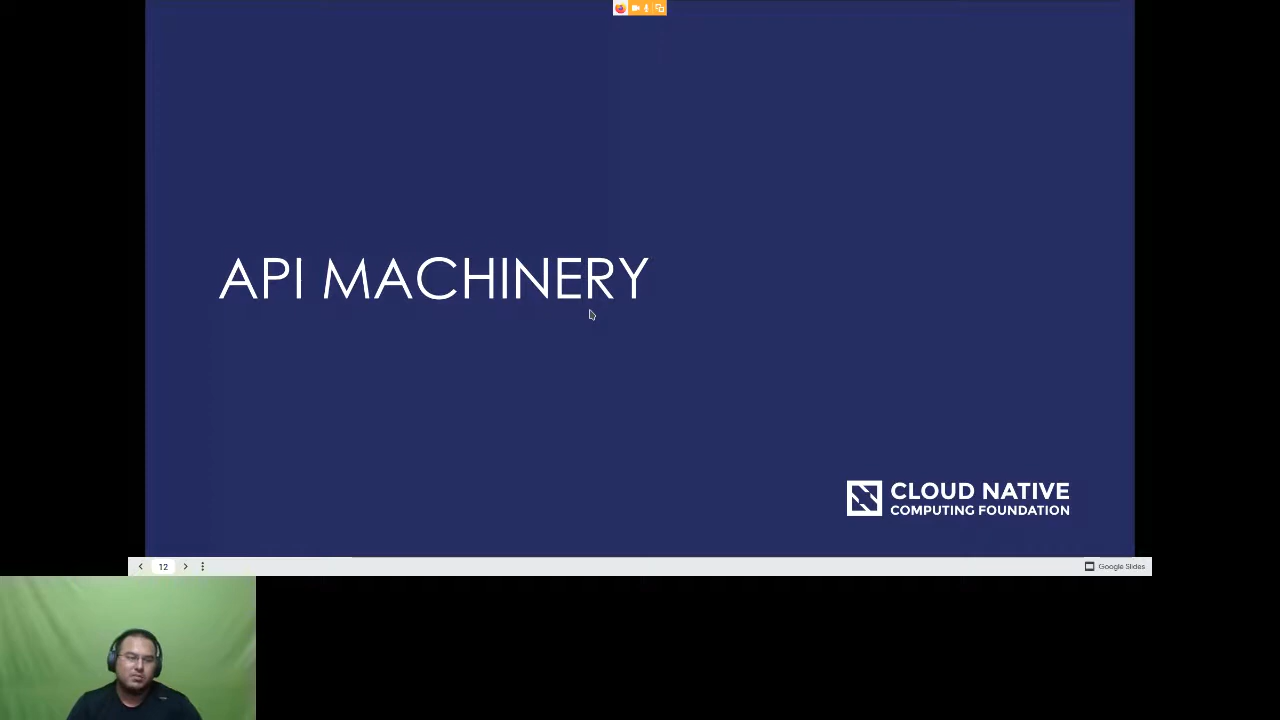 API MACHINERY
CLOUD NATIVE
COMPUTING FOUNDATION
12
Google Slides